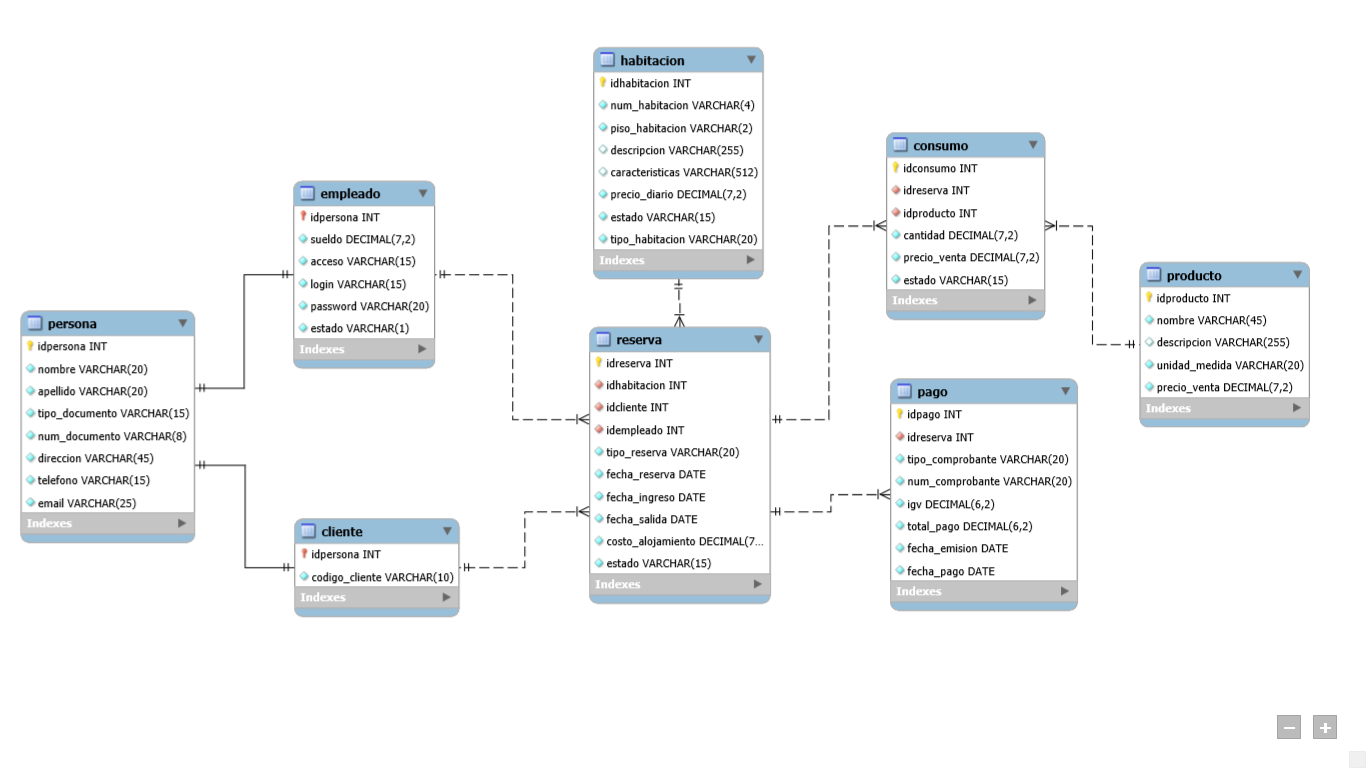 persona
idpersona INT
nombre VARCHAR(20)
apellido VARCHAR(20)
tipo_documento VARCHAR(15)
num_documento VARCHAR(8)
direccion VARCHAR(45)
telefono VARCHAR(15)
email VARCHAR(25)
Indexes
empleado
idpersona INT
sueldo DECIMAL(7,2)
acceso VARCHAR(15)
login VARCHAR(15)
password VARCHAR(20)
estado VARCHAR(1)
Indexes
cliente
idpersona INT
codigo_cliente VARCHAR(10)
Indexes
habitacion
idhabitacion INT
num_habitacion VARCHAR(4)
piso_habitacion VARCHAR(2)
descripcion VARCHAR(255)
caracteristicas VARCHAR(512)
precio_diario DECIMAL(7,2)
estado VARCHAR(15)
tipo_habitacion VARCHAR(20)
Indexes
reserva
idreserva INT
idhabitacion INT
idcliente INT
idempleado INT
tipo_reserva VARCHAR(20)
fecha_reserva DATE
fecha_ingreso DATE
fecha_salida DATE
costo_alojamiento DECIMAL(7...
estado VARCHAR(15)
Indexes
consumo
idconsumo INT
idreserva INT
idproducto INT
cantidad DECIMAL(7,2)
precio_venta DECIMAL(7,2)
estado VARCHAR(15)
Indexes
pago
idpago INT
idreserva INT
tipo_comprobante VARCHAR(20)
num_comprobante VARCHAR(20)
igv DECIMAL(6,2)
total_pago DECIMAL(6,2)
fecha_emision DATE
fecha_pago DATE
Indexes
producto
idproducto INT
nombre VARCHAR(45)
descripcion VARCHAR(255)
unidad_medida VARCHAR(20)
precio_venta DECIMAL(7,2)
Indexes